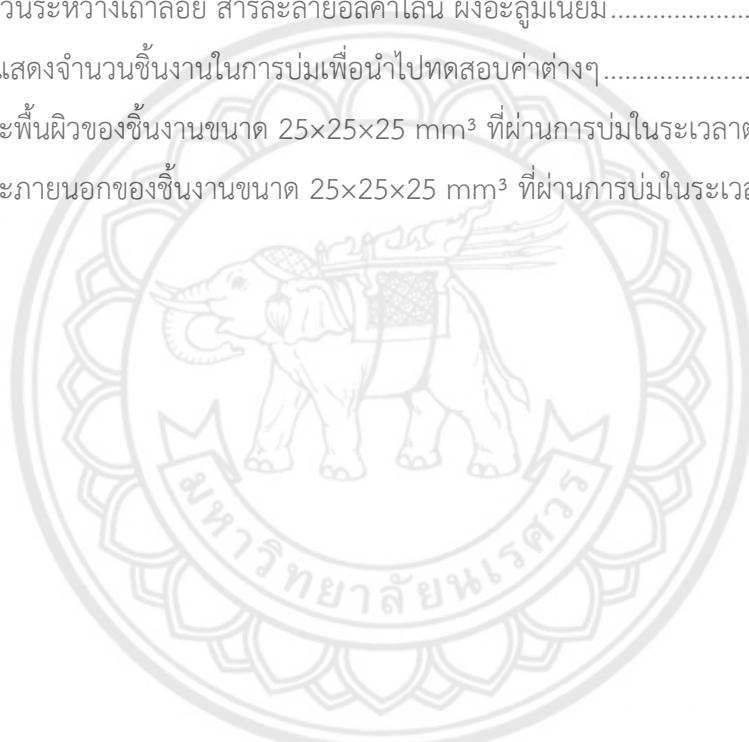 วนระหว่างเถ้าลอย สารละลายอัลคาไลน์ ผงอะลูมิเนียม.......................
แสดงจำนวนชิ้นงานในการบ่มเพื่อนำไปทดสอบค่าต่างๆ.......................
ะพื้นผิวของชิ้นงานขนาด 25×25×25 mm³ ที่ผ่านการบ่มในระยะเวลาต
ะภายนอกของชิ้นงานขนาด 25×25×25 mm³ ที่ผ่านการบ่มในระยะเวล
มหาวิทยาลัยนเรศวร